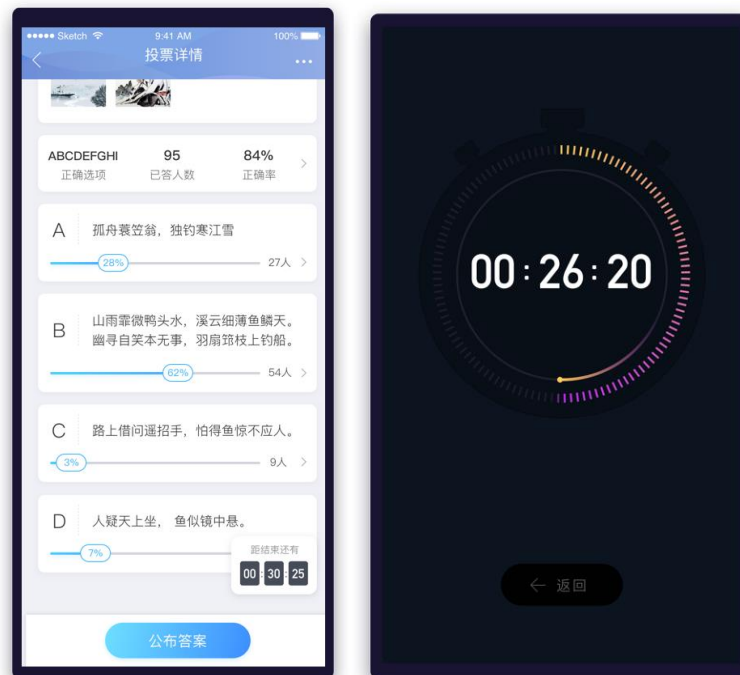 Sketch 9:41 AM 100%
投票详情
ABCDEFGHI 95 84%
正确选项 已答人数 正确率
A 孤舟蓑笠翁，独钓寒江雪
28% 27人
B 山雨霏微鸭头水，溪云细薄鱼鳞天。
幽寻自笑本无事，羽扇筇枝上钓船。
62% 54人
C 路上借问遥招手，怕得鱼惊不应人。
3% 9人
D 人疑天上坐， 鱼似镜中悬。
7%
距结束还有
00:30:25
公布答案
00:26:20
返回